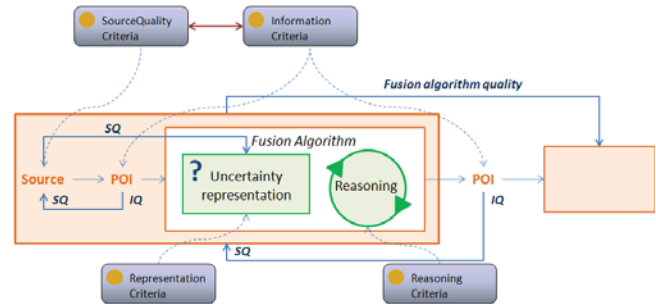 SourceQuality
Criteria
Information
Criteria
Fusion algorithm quality
SQ
Fusion Algorithm
Source
POI
?
Uncertainty
representation
Reasoning
POI
SQ
IQ
IQ
SQ
Representation
Criteria
Reasoning
Criteria